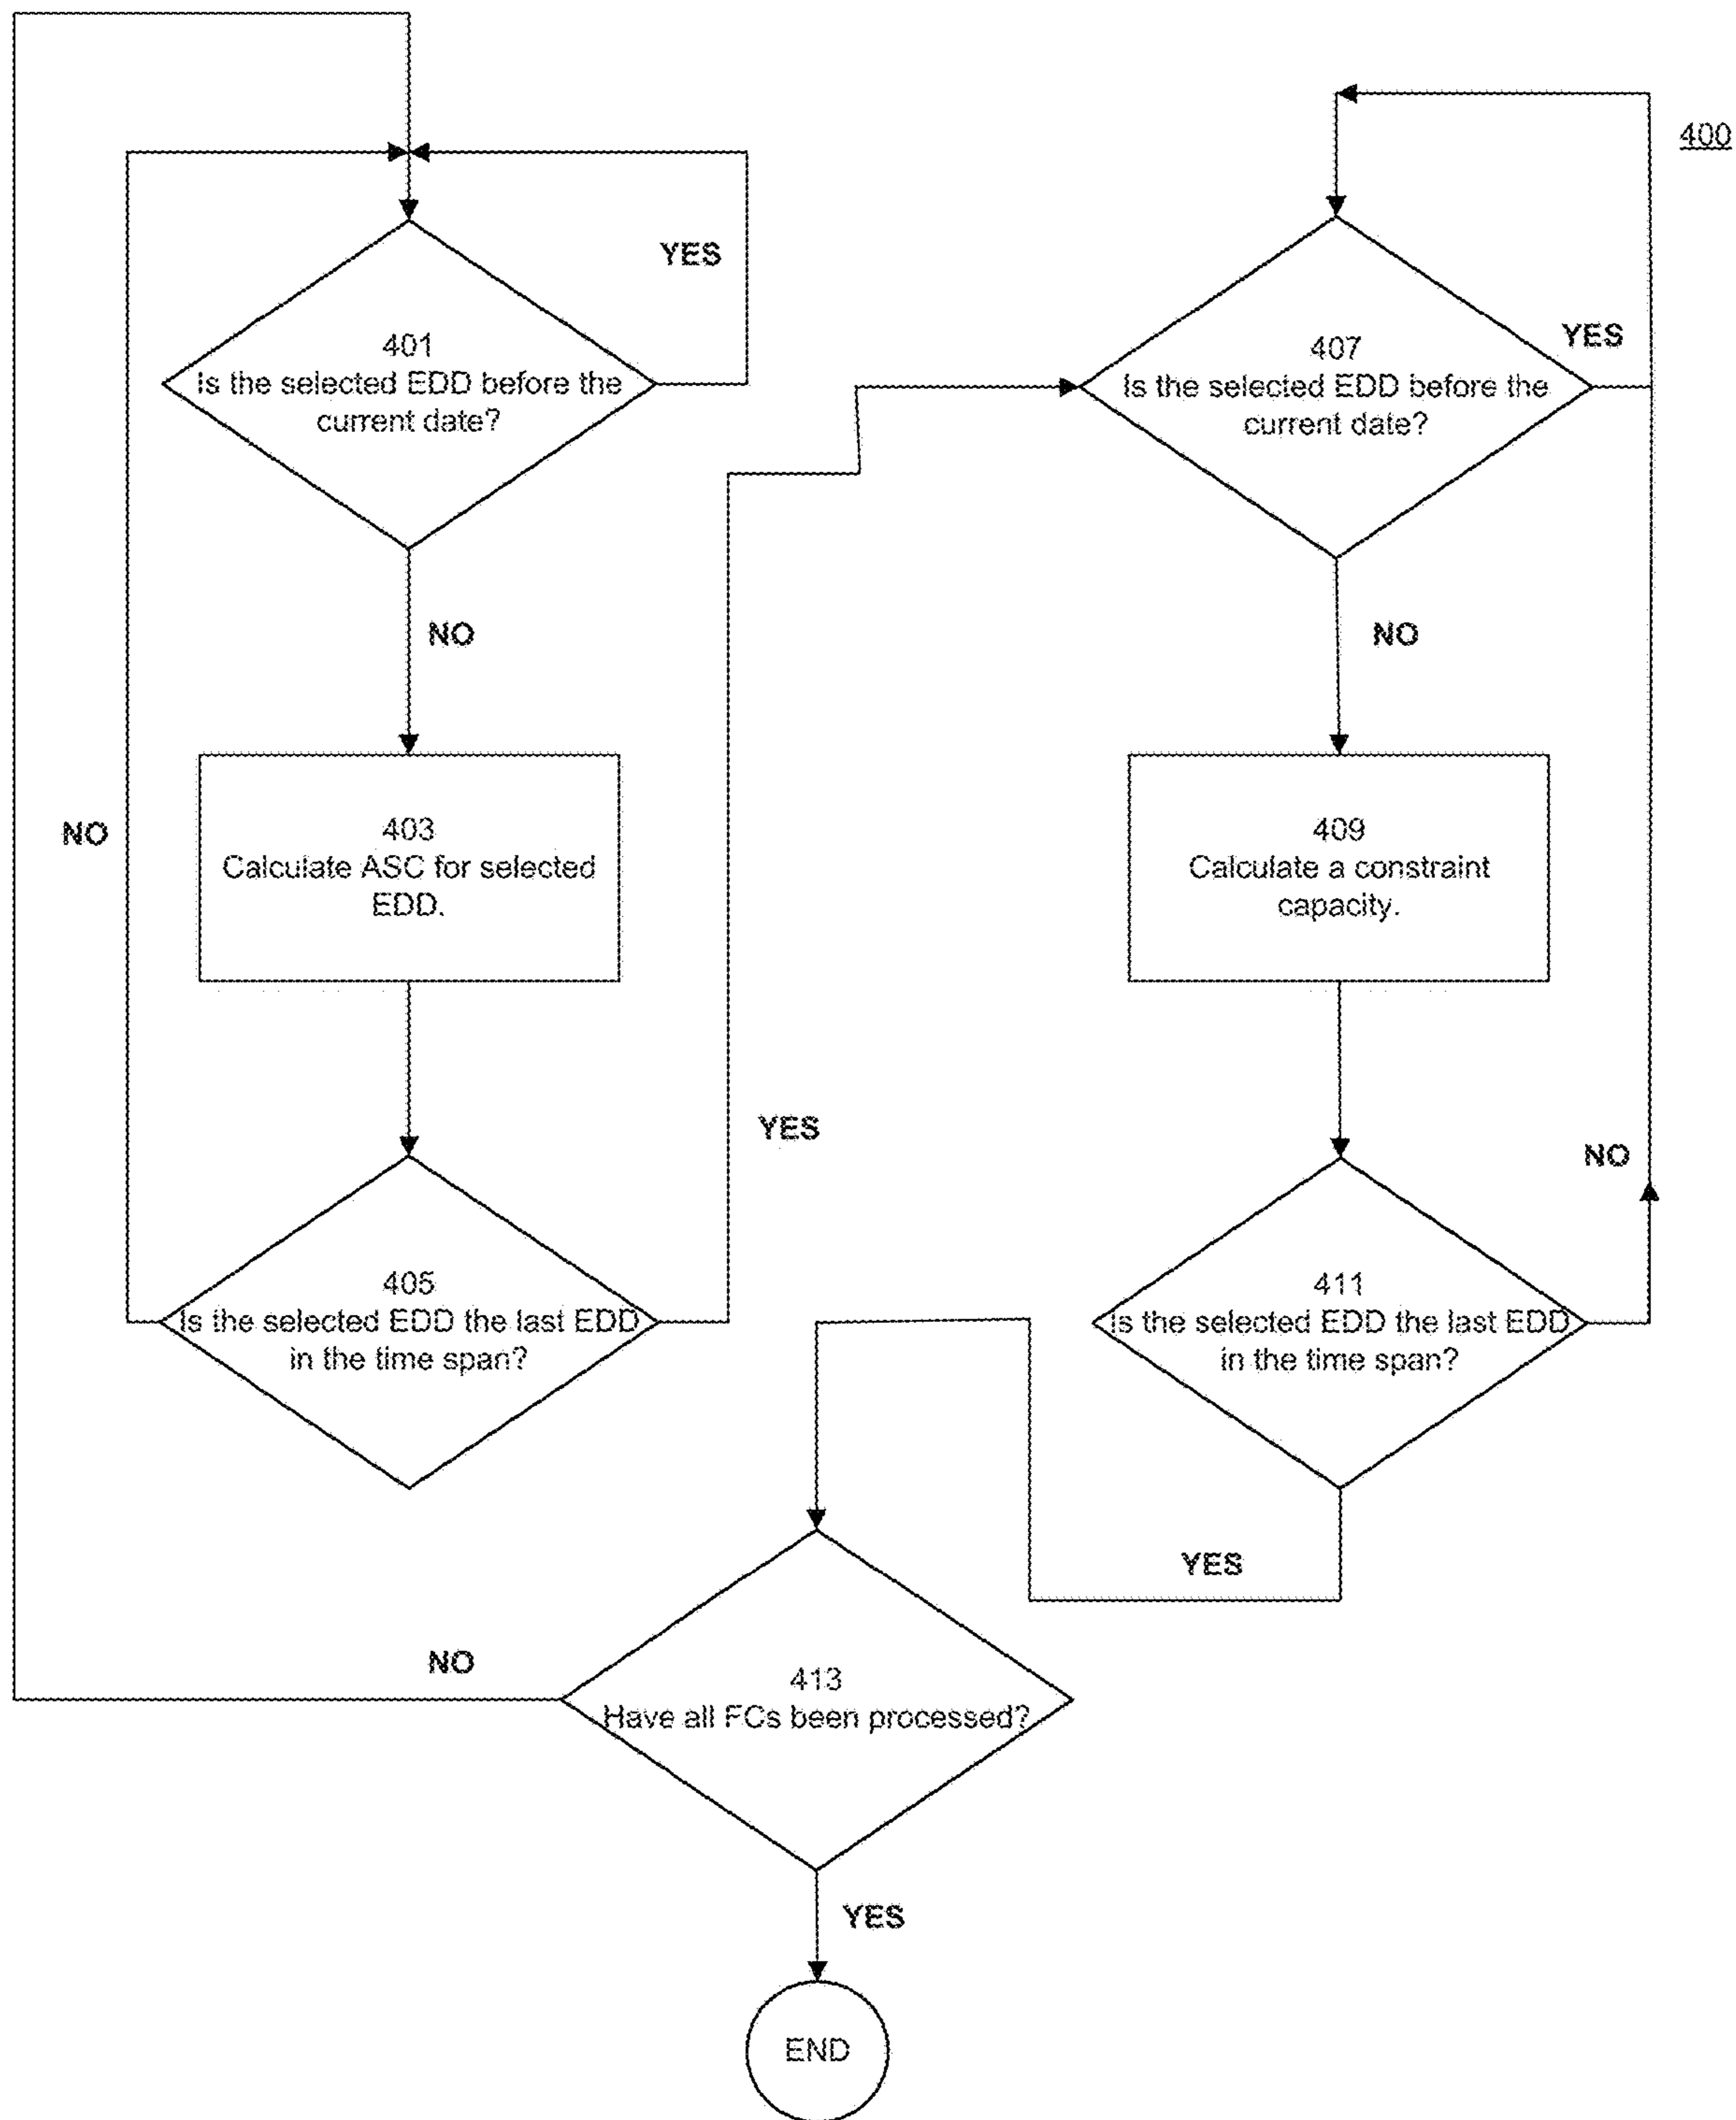 400
YES
401
Is the selected EDD before the
current date?
YES
407
Is the selected EDD before the
current date?
NO
NO
NO
403
Calculate ASC for selected
EDD.
409
Calculate a constraint
capacity.
YES
NO
405
Is the selected EDD the last EDD
in the time span?
411
Is the selected EDD the last EDD
in the time span?
YES
NO
413
Have all FCs been processed?
YES
END